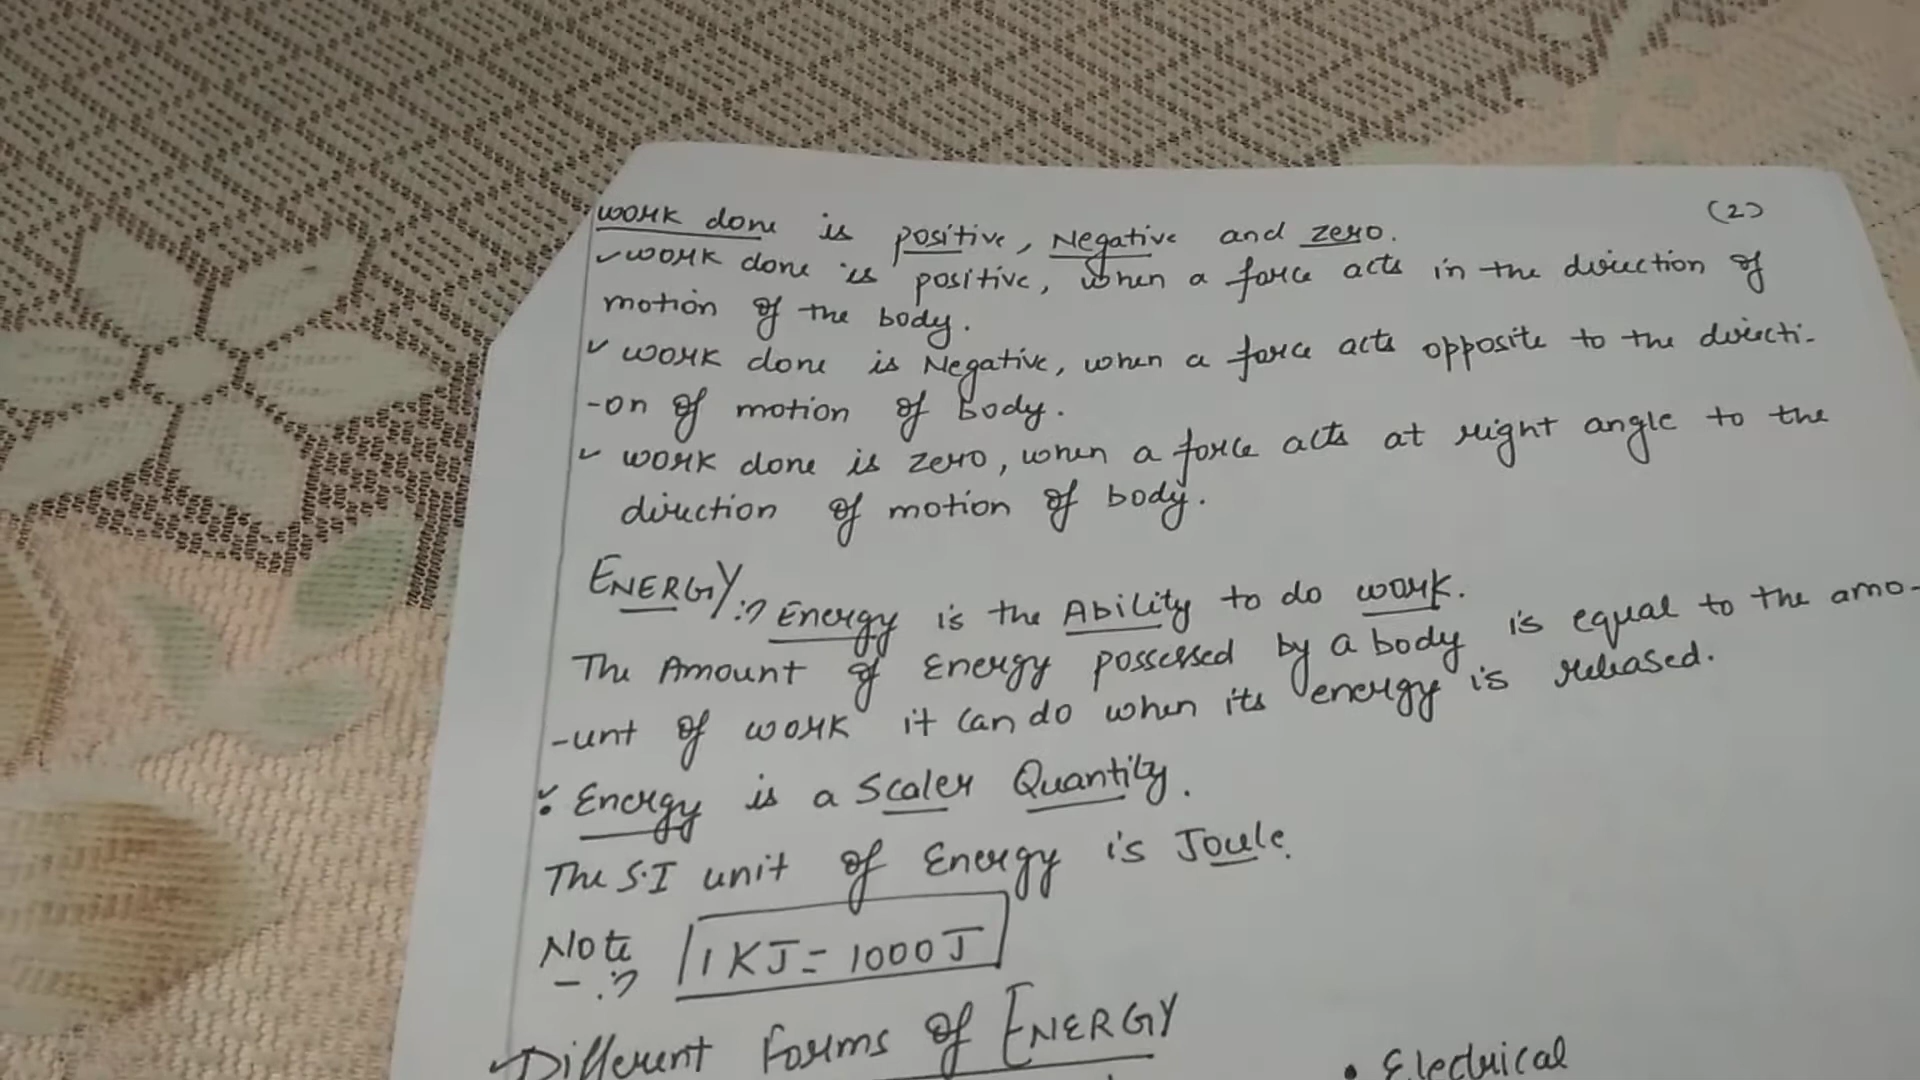 (2)
work done is positive, Negative and zero.
✓work done is positive, when a force acts in the direction of
motion of the body.
✓ work done is Negative, when a force acts opposite to the directi-
-on of motion of body.
✓ work done is zero, when a force acts at right angle to the
direction of motion of body.
ENERGY:⇒ Energy is the Ability to do work.
The Amount of Energy possessed by a body is equal to the amo-
-unt of work it can do when its energy is released.
✓• Energy is a Scaler Quantity.
The S.I unit of Energy is Joule.
Note -:⇒ 1 KJ = 1000 J
✓Different Forms of ENERGY
• Electrical